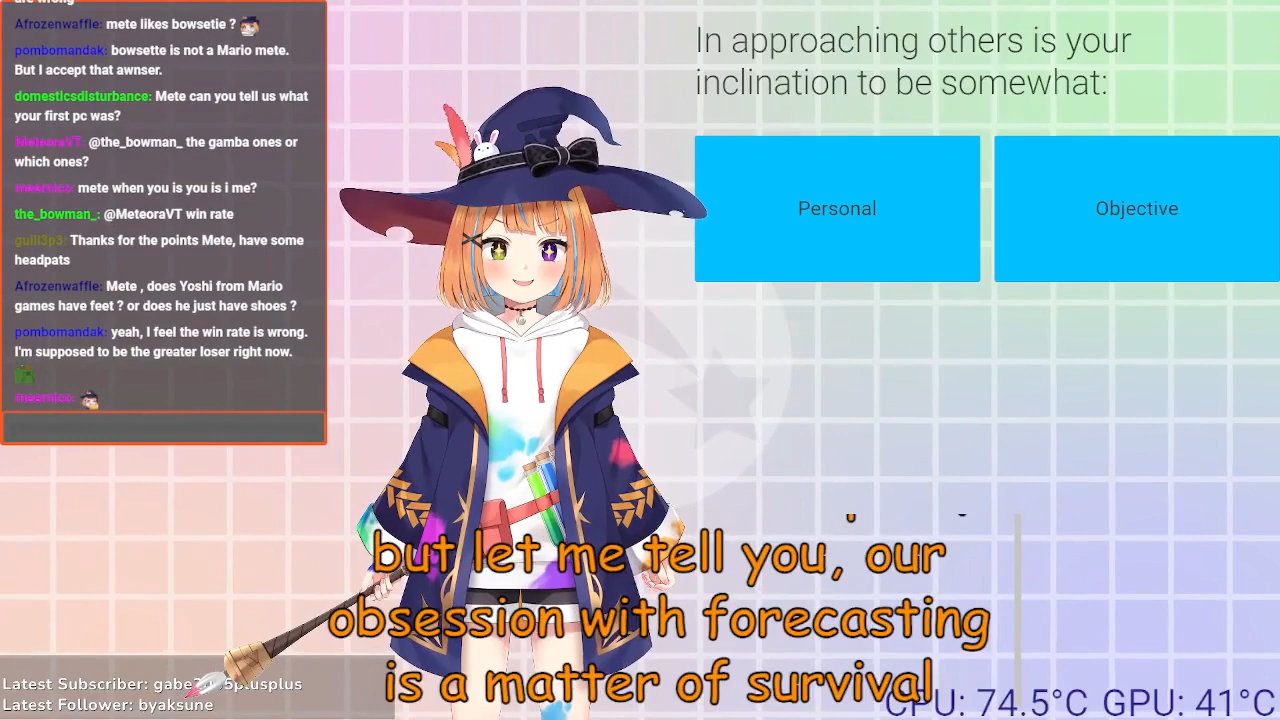 are wrong
Afrozenwaffle: mete likes bowsetie ?
pombomandak: bowsette is not a Mario mete.
But I accept that awnser.
domesticsdisturbance: Mete can you tell us what
your first pc was?
MeteoraVT: @the_bowman_ the gamba ones or
which ones?
mete when you is you is i me?
the_bowman_: @MeteoraVT win rate
guill3p3: Thanks for the points Mete, have some
headpats
Afrozenwaffle: Mete , does Yoshi from Mario
games have feet ? or does he just have shoes ?
pombomandak: yeah, I feel the win rate is wrong.
I'm supposed to be the greater loser right now.
In approaching others is your
inclination to be somewhat:
Personal
Objective
but let me tell you, our
obsession with forecasting
is a matter of survival
Latest Subscriber:
Latest Follower: byaksune
CPU: 74.5°C GPU: 41°C